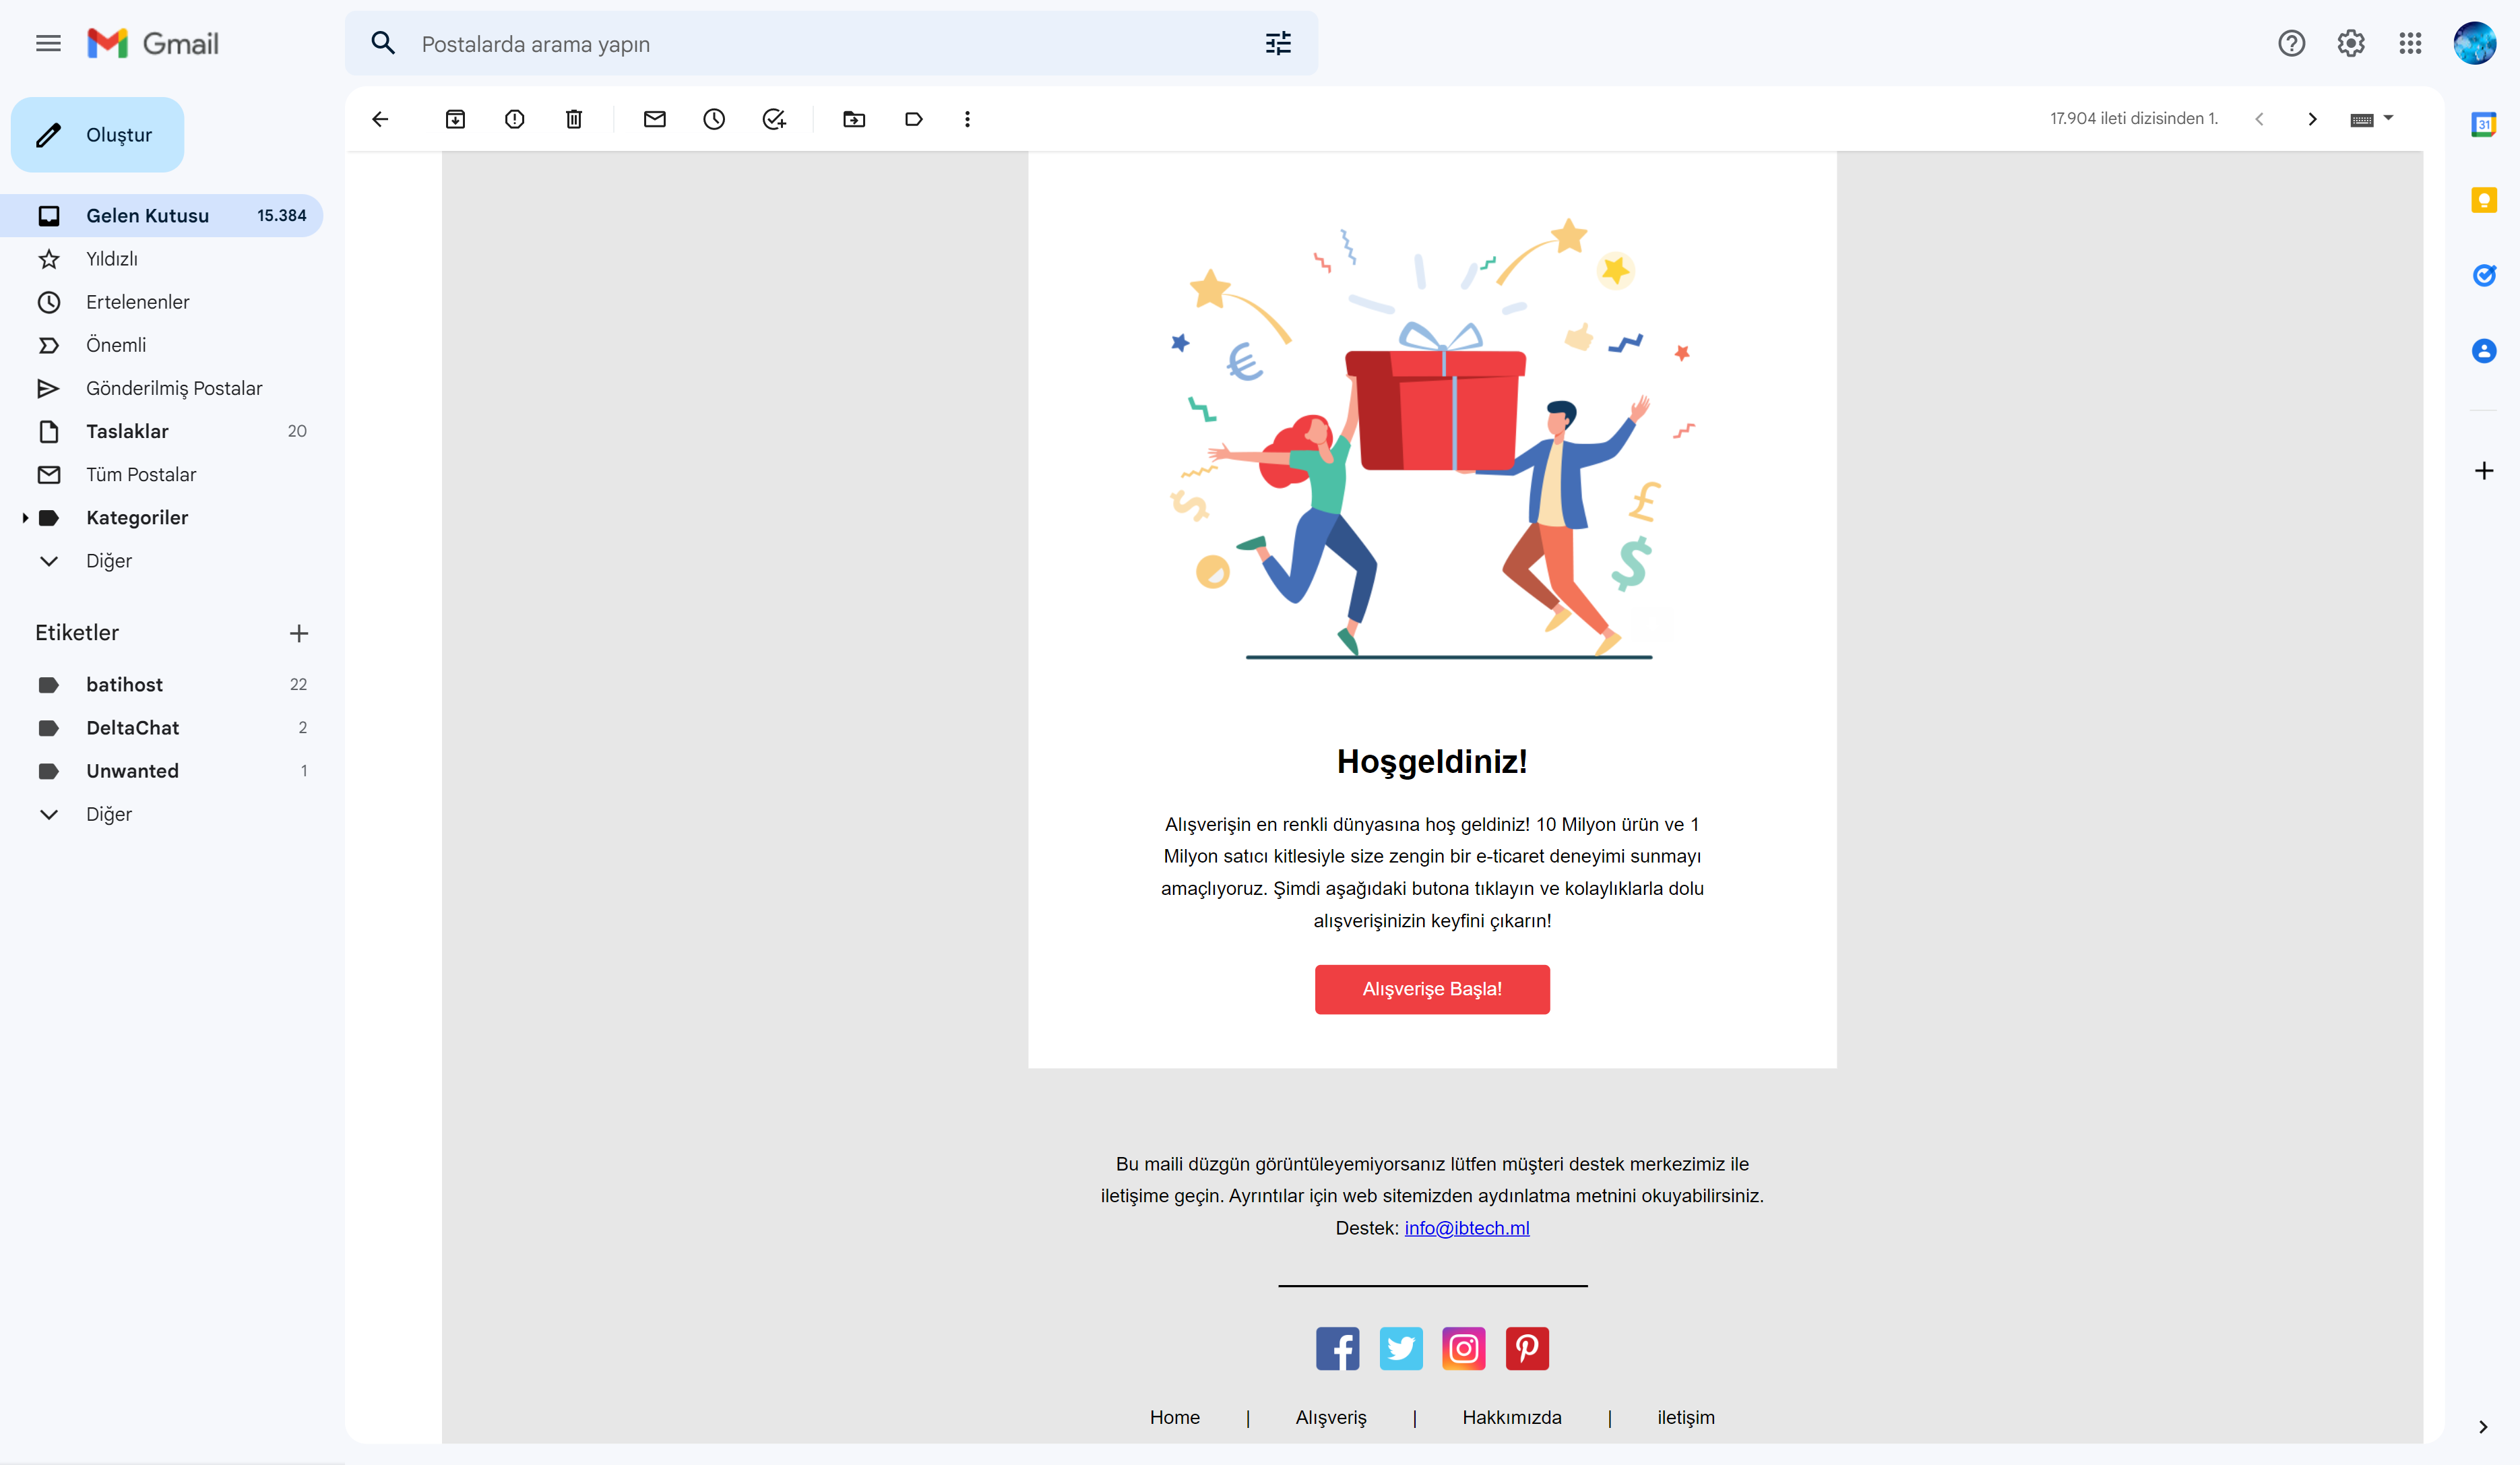 Gmail
Postalarda arama yapın
Oluştur
17.904 ileti dizisinden 1.
Gelen Kutusu 15.384
Yıldızlı
Ertelenenler
Önemli
Gönderilmiş Postalar
Taslaklar 20
Tüm Postalar
Kategoriler
Diğer
Etiketler
batihost 22
DeltaChat 2
Unwanted 1
Diğer
31
€
$
£
$
Hoşgeldiniz!
Alışverişin en renkli dünyasına hoş geldiniz! 10 Milyon ürün ve 1
Milyon satıcı kitlesiyle size zengin bir e-ticaret deneyimi sunmayı
amaçlıyoruz. Şimdi aşağıdaki butona tıklayın ve kolaylıklarla dolu
alışverişinizin keyfini çıkarın!
Alışverişe Başla!
Bu maili düzgün görüntüleyemiyorsanız lütfen müşteri destek merkezimiz ile
iletişime geçin. Ayrıntılar için web sitemizden aydınlatma metnini okuyabilirsiniz.
Destek: info@ibtech.ml
Home | Alışveriş | Hakkımızda | iletişim